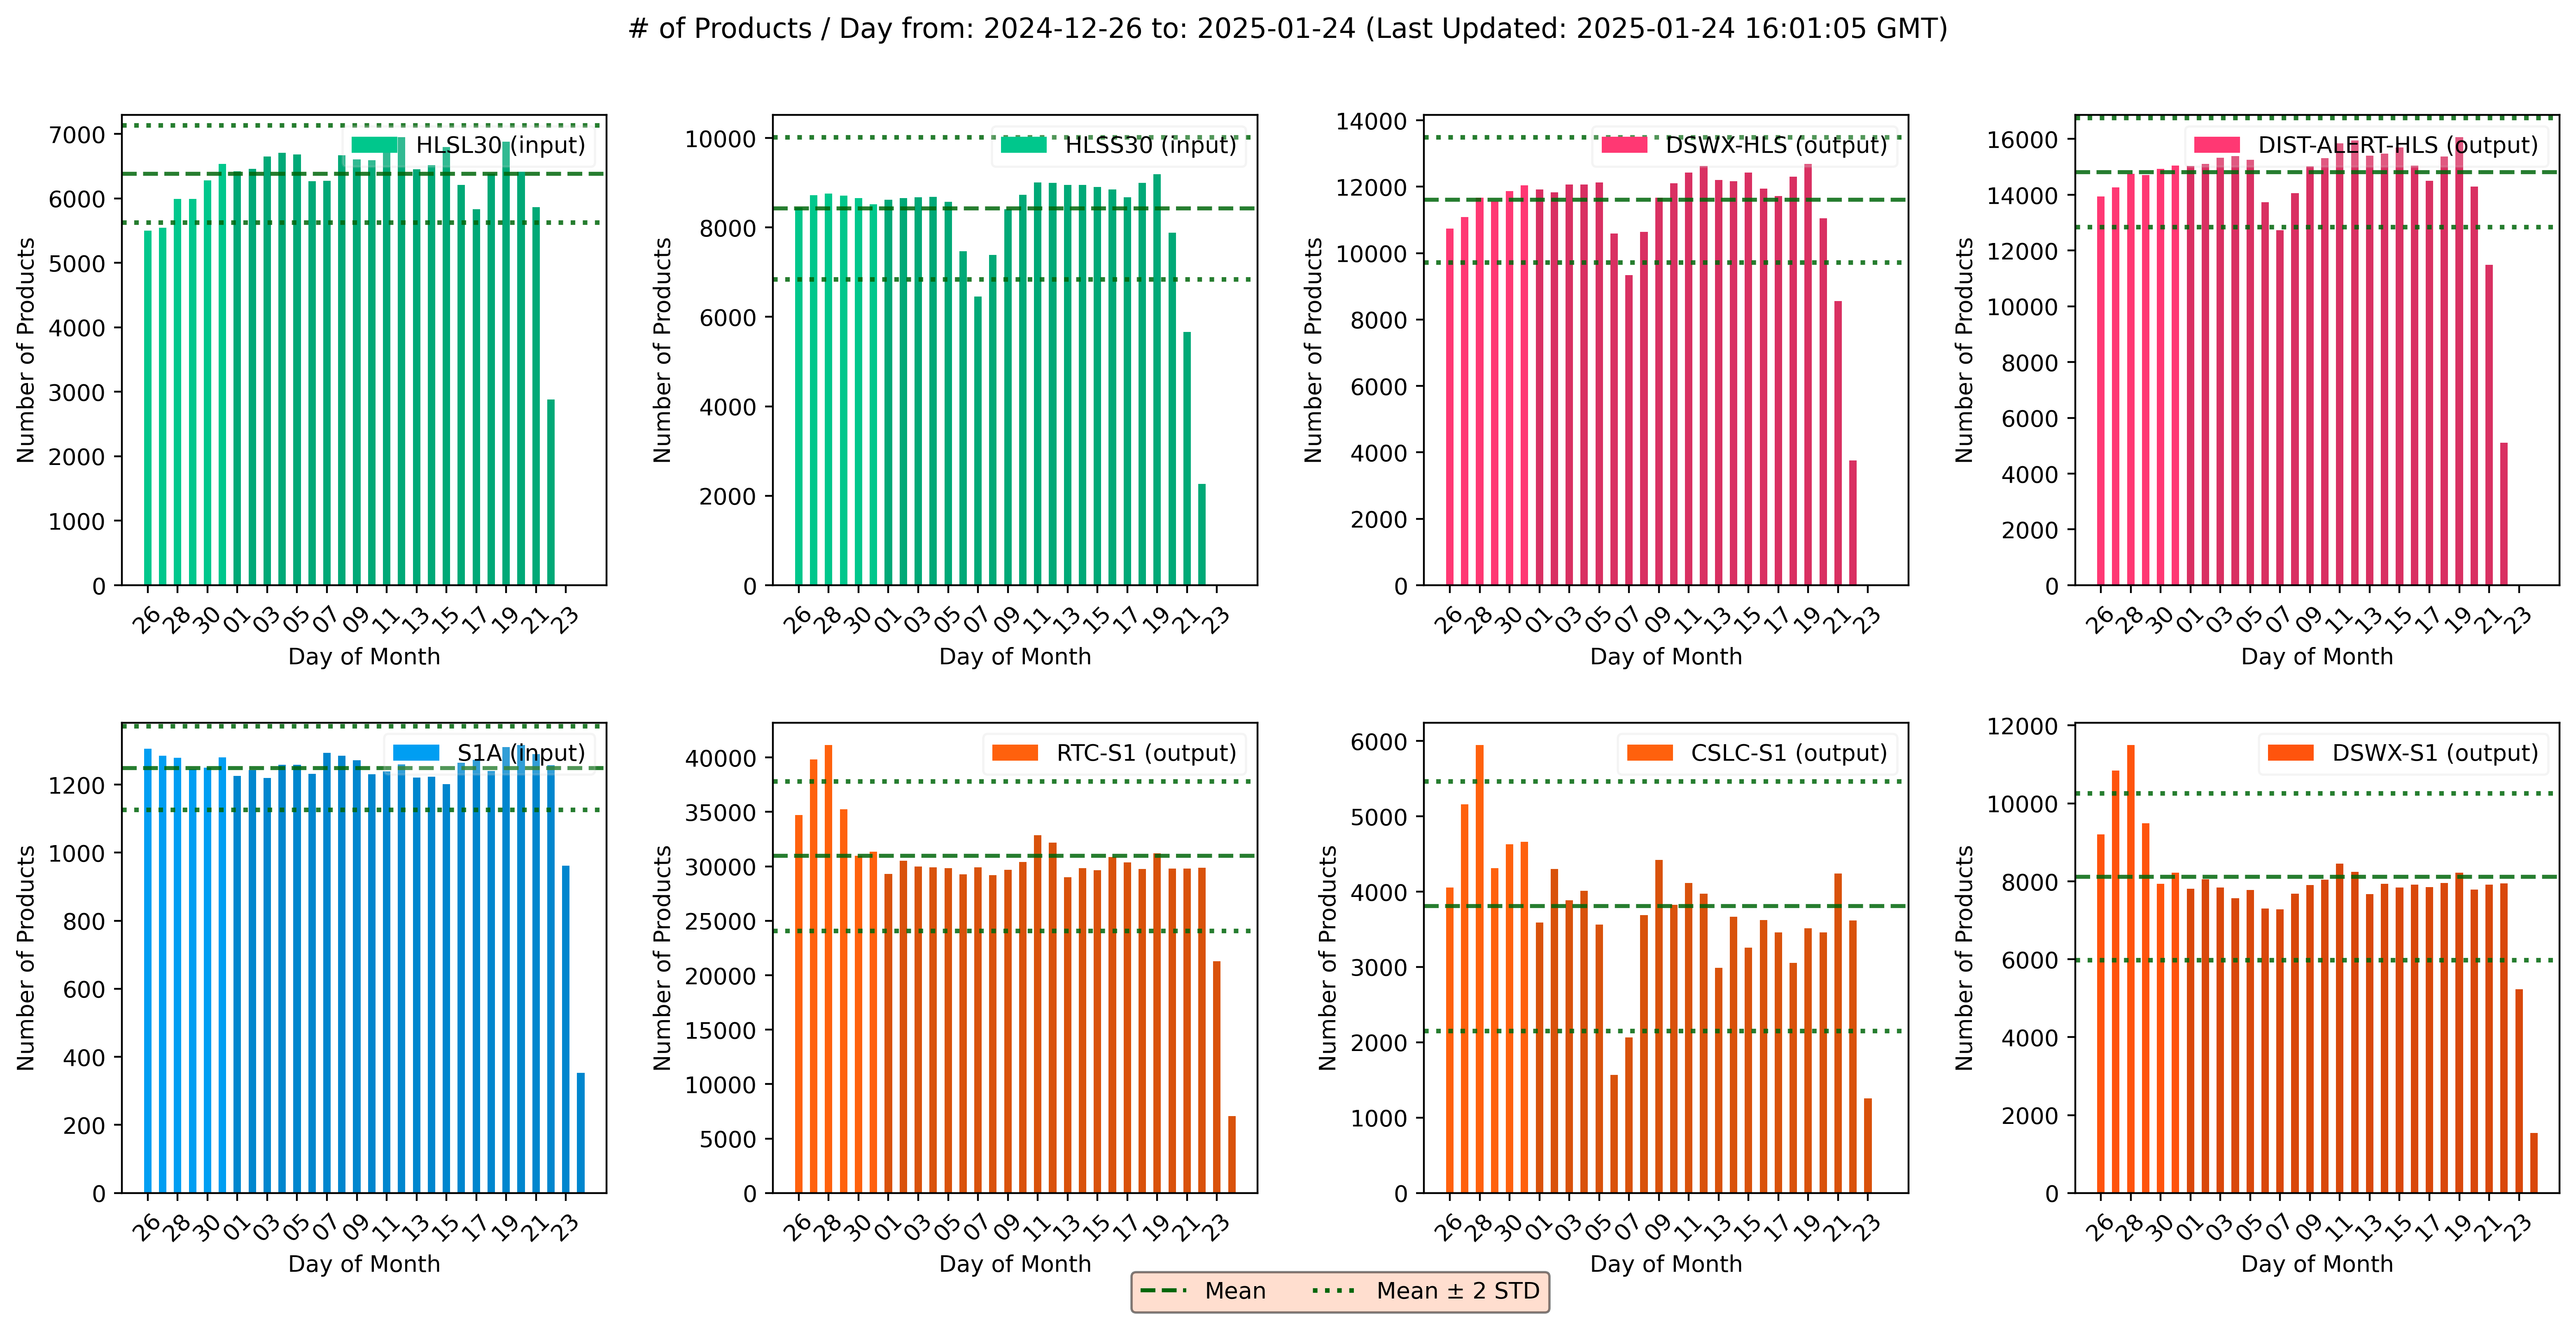 # of Products / Day from: 2024-12-26 to: 2025-01-24 (Last Updated: 2025-01-24 16:01:05 GMT)
Number of Products
7000
6000
5000
4000
3000
2000
1000
0
HLSL30 (input)
26 28 30 01 03 05 07 09 11 13 15 17 19 21 23
Day of Month
Number of Products
10000
8000
6000
4000
2000
0
HLSS30 (input)
26 28 30 01 03 05 07 09 11 13 15 17 19 21 23
Day of Month
Number of Products
14000
12000
10000
8000
6000
4000
2000
0
DSWX-HLS (output)
26 28 30 01 03 05 07 09 11 13 15 17 19 21 23
Day of Month
Number of Products
16000
14000
12000
10000
8000
6000
4000
2000
0
DIST-ALERT-HLS (output)
26 28 30 01 03 05 07 09 11 13 15 17 19 21 23
Day of Month
Number of Products
1200
1000
800
600
400
200
0
S1A (input)
26 28 30 01 03 05 07 09 11 13 15 17 19 21 23
Day of Month
Number of Products
40000
35000
30000
25000
20000
15000
10000
5000
0
RTC-S1 (output)
26 28 30 01 03 05 07 09 11 13 15 17 19 21 23
Day of Month
Number of Products
6000
5000
4000
3000
2000
1000
0
CSLC-S1 (output)
26 28 30 01 03 05 07 09 11 13 15 17 19 21 23
Day of Month
Number of Products
12000
10000
8000
6000
4000
2000
0
DSWX-S1 (output)
26 28 30 01 03 05 07 09 11 13 15 17 19 21 23
Day of Month
Mean
Mean ± 2 STD